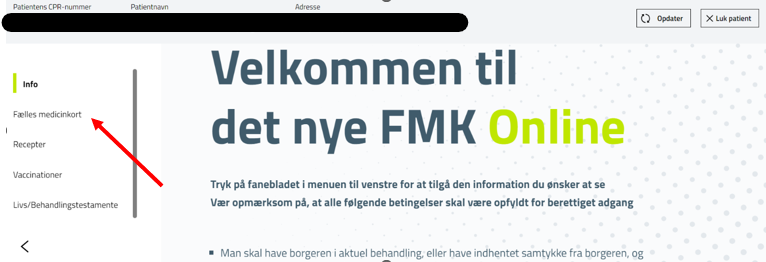 Patientens CPR-nummer Patientnavn Adresse
Opdater Luk patient
Velkommen til
det nye FMK Online
Info
Fælles medicinkort
Recepter
Vaccinationer
Livs/Behandlingstestamente
Tryk på fanebladet i menuen til venstre for at tilgå den information du ønsker at se
Vær opmærksom på, at alle følgende betingelser skal være opfyldt for berettiget adgang
Man skal have borgeren i aktuel behandling, eller have indhentet samtykke fra borgeren, og